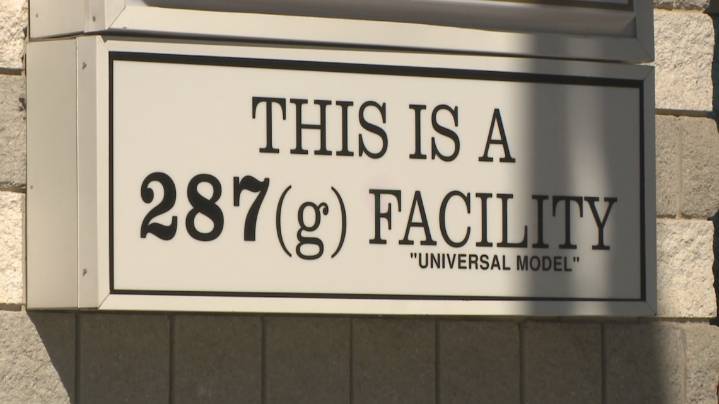 THIS IS A
287(g) FACILITY
"UNIVERSAL MODEL"